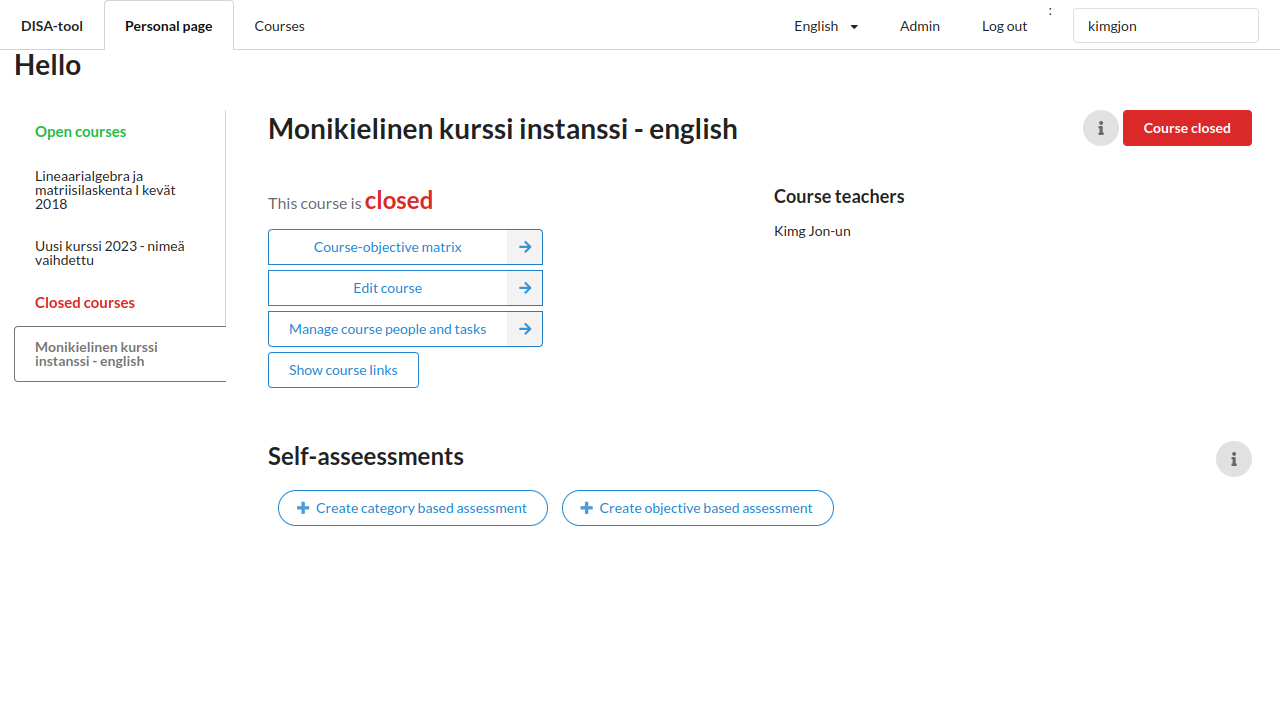 DISA-tool
Personal page
Courses
English
Admin
Log out
:
kimgjon
Hello
Open courses
Lineaarialgebra ja
matriisilaskenta I kevät
2018
Uusi kurssi 2023 - nimeä
vaihdettu
Closed courses
Monikielinen kurssi
instanssi - english
Monikielinen kurssi instanssi - english
Course closed
This course is closed
Course-objective matrix
Edit course
Manage course people and tasks
Show course links
Course teachers
Kimg Jon-un
Self-asseessments
Create category based assessment
Create objective based assessment